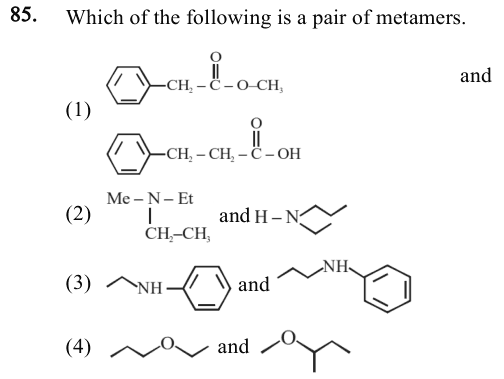 85. Which of the following is a pair of metamers.
O
CH₂ – C – O–CH₃ and
(1)
O
CH₂ – CH₂ – C – OH
Me – N – Et
(2) and H – N
CH₂–CH₃
(3) NH and NH
(4) O and O